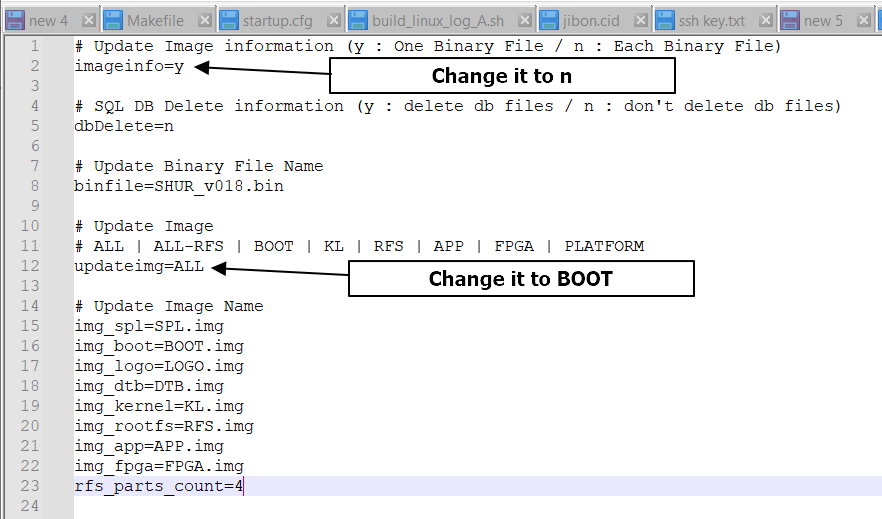 new 4 Makefile startup.cfg build_linux_log_A.sh jibon.cid ssh key.txt new 5
1 # Update Image information (y : One Binary File / n : Each Binary File)
2 imageinfo=y
Change it to n
3
4 # SQL DB Delete information (y : delete db files / n : don't delete db files)
5 dbDelete=n
6
7 # Update Binary File Name
8 binfile=SHUR_v018.bin
9
10 # Update Image
11 # ALL | ALL-RFS | BOOT | KL | RFS | APP | FPGA | PLATFORM
12 updateimg=ALL
Change it to BOOT
13
14 # Update Image Name
15 img_spl=SPL.img
16 img_boot=BOOT.img
17 img_logo=LOGO.img
18 img_dtb=DTB.img
19 img_kernel=KL.img
20 img_rootfs=RFS.img
21 img_app=APP.img
22 img_fpga=FPGA.img
23 rfs_parts_count=4
24